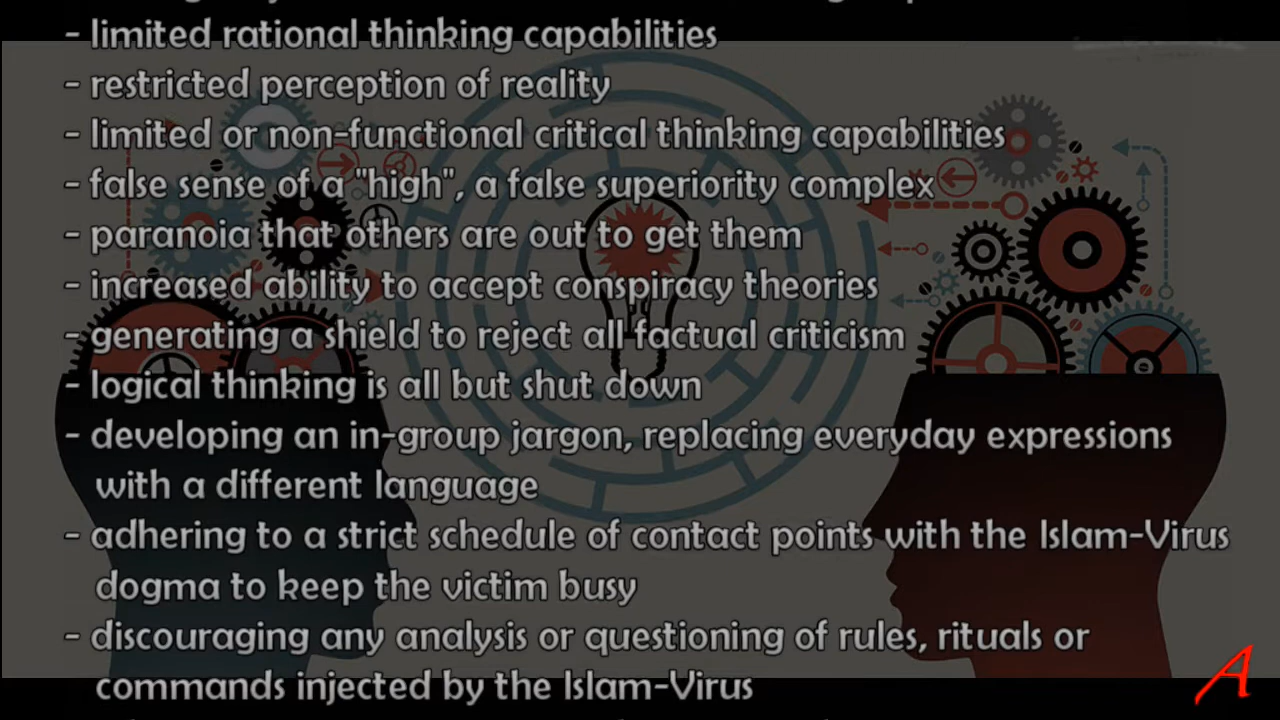 - limited rational thinking capabilities
- restricted perception of reality
- limited or non-functional critical thinking capabilities
- false sense of a "high", a false superiority complex
- paranoia that others are out to get them
- increased ability to accept conspiracy theories
- generating a shield to reject all factual criticism
- logical thinking is all but shut down
- developing an in-group jargon, replacing everyday expressions
with a different language
- adhering to a strict schedule of contact points with the Islam-Virus
dogma to keep the victim busy
- discouraging any analysis or questioning of rules, rituals or
commands injected by the Islam-Virus
A